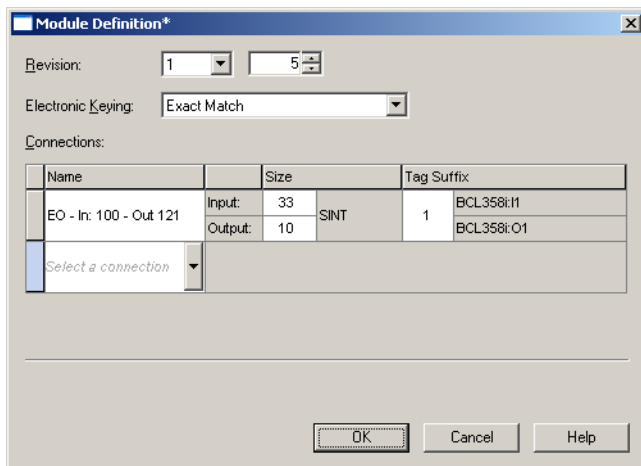 Module Definition*
Revision: 1 5
Electronic Keying: Exact Match
Connections:
Name Size Tag Suffix
EO - In: 100 - Out 121 Input: 33 SINT 1 BCL358i:I1
Output: 10 BCL358i:O1
Select a connection
OK Cancel Help